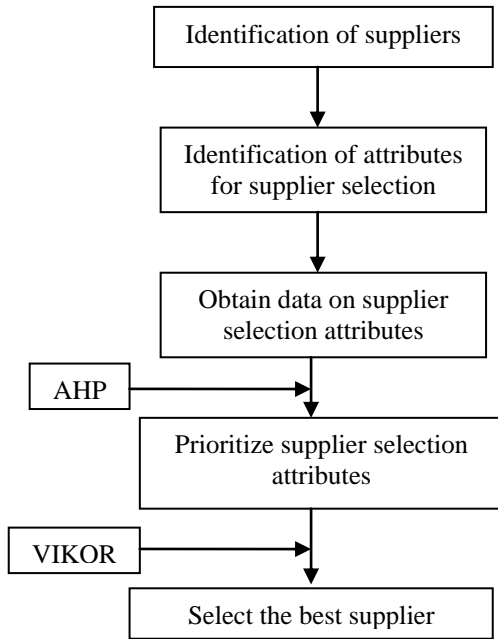 Identification of suppliers
Identification of attributes
for supplier selection
Obtain data on supplier
selection attributes
AHP
Prioritize supplier selection
attributes
VIKOR
Select the best supplier